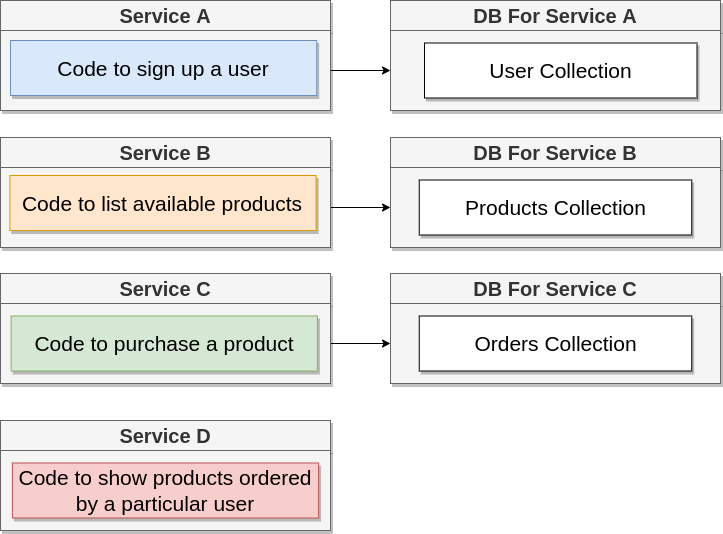 Service A
DB For Service A
Code to sign up a user
User Collection
Service B
DB For Service B
Code to list available products
Products Collection
Service C
DB For Service C
Code to purchase a product
Orders Collection
Service D
Code to show products ordered
by a particular user